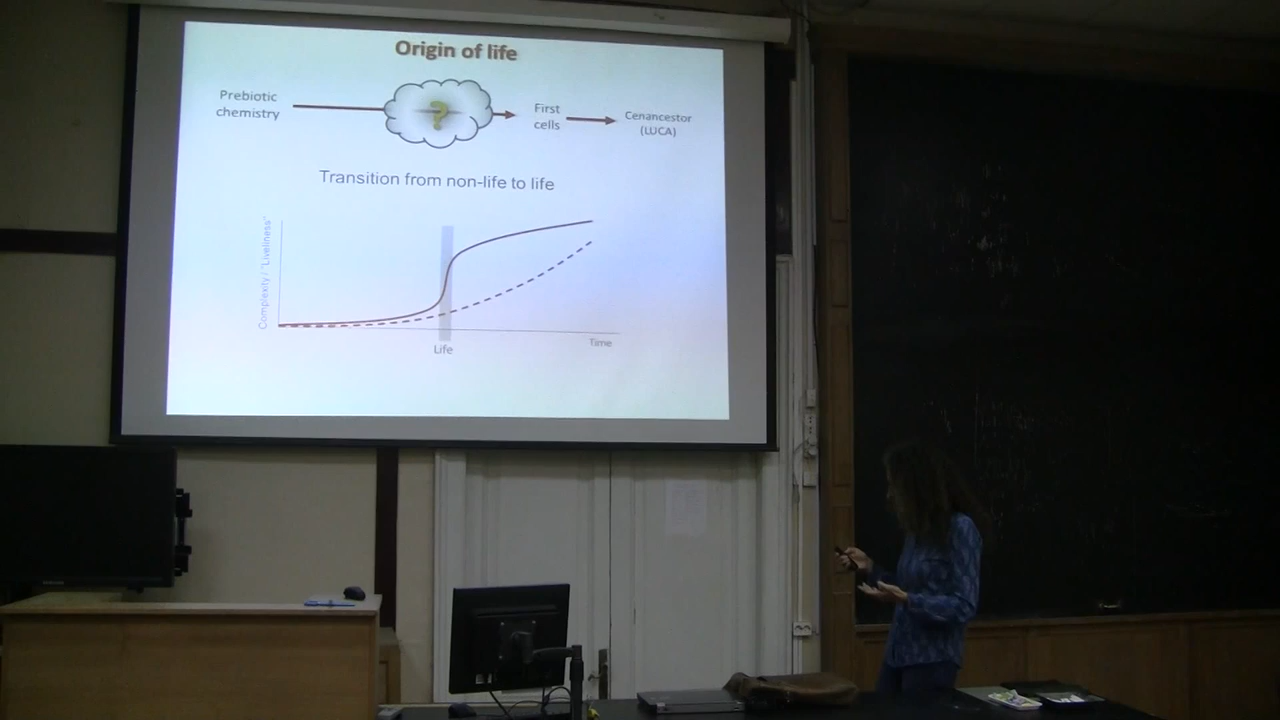 Origin of life
Prebiotic
chemistry
?
First
cells
Cenancestor
(LUCA)
Transition from non-life to life
Complexity / "Liveliness"
Life
Time